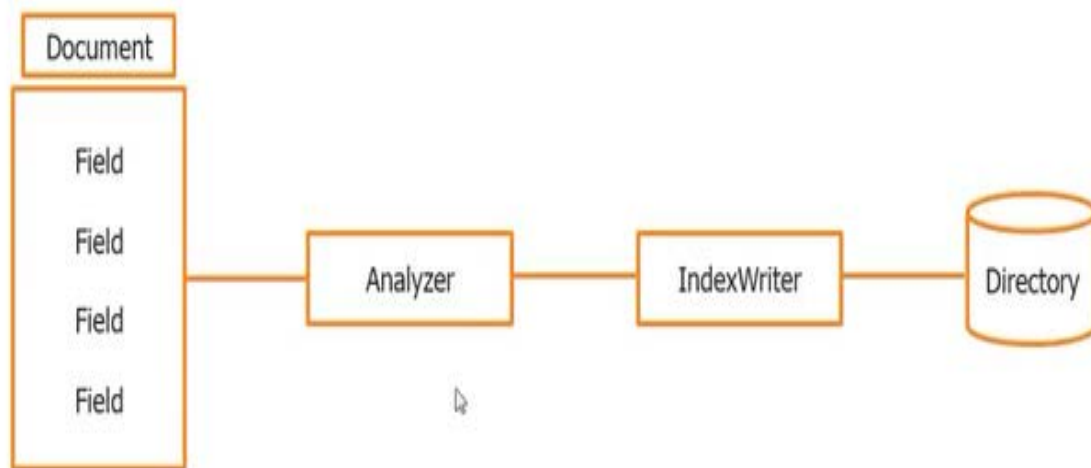 Document
Field
Field
Field
Field
Analyzer
IndexWriter
Directory